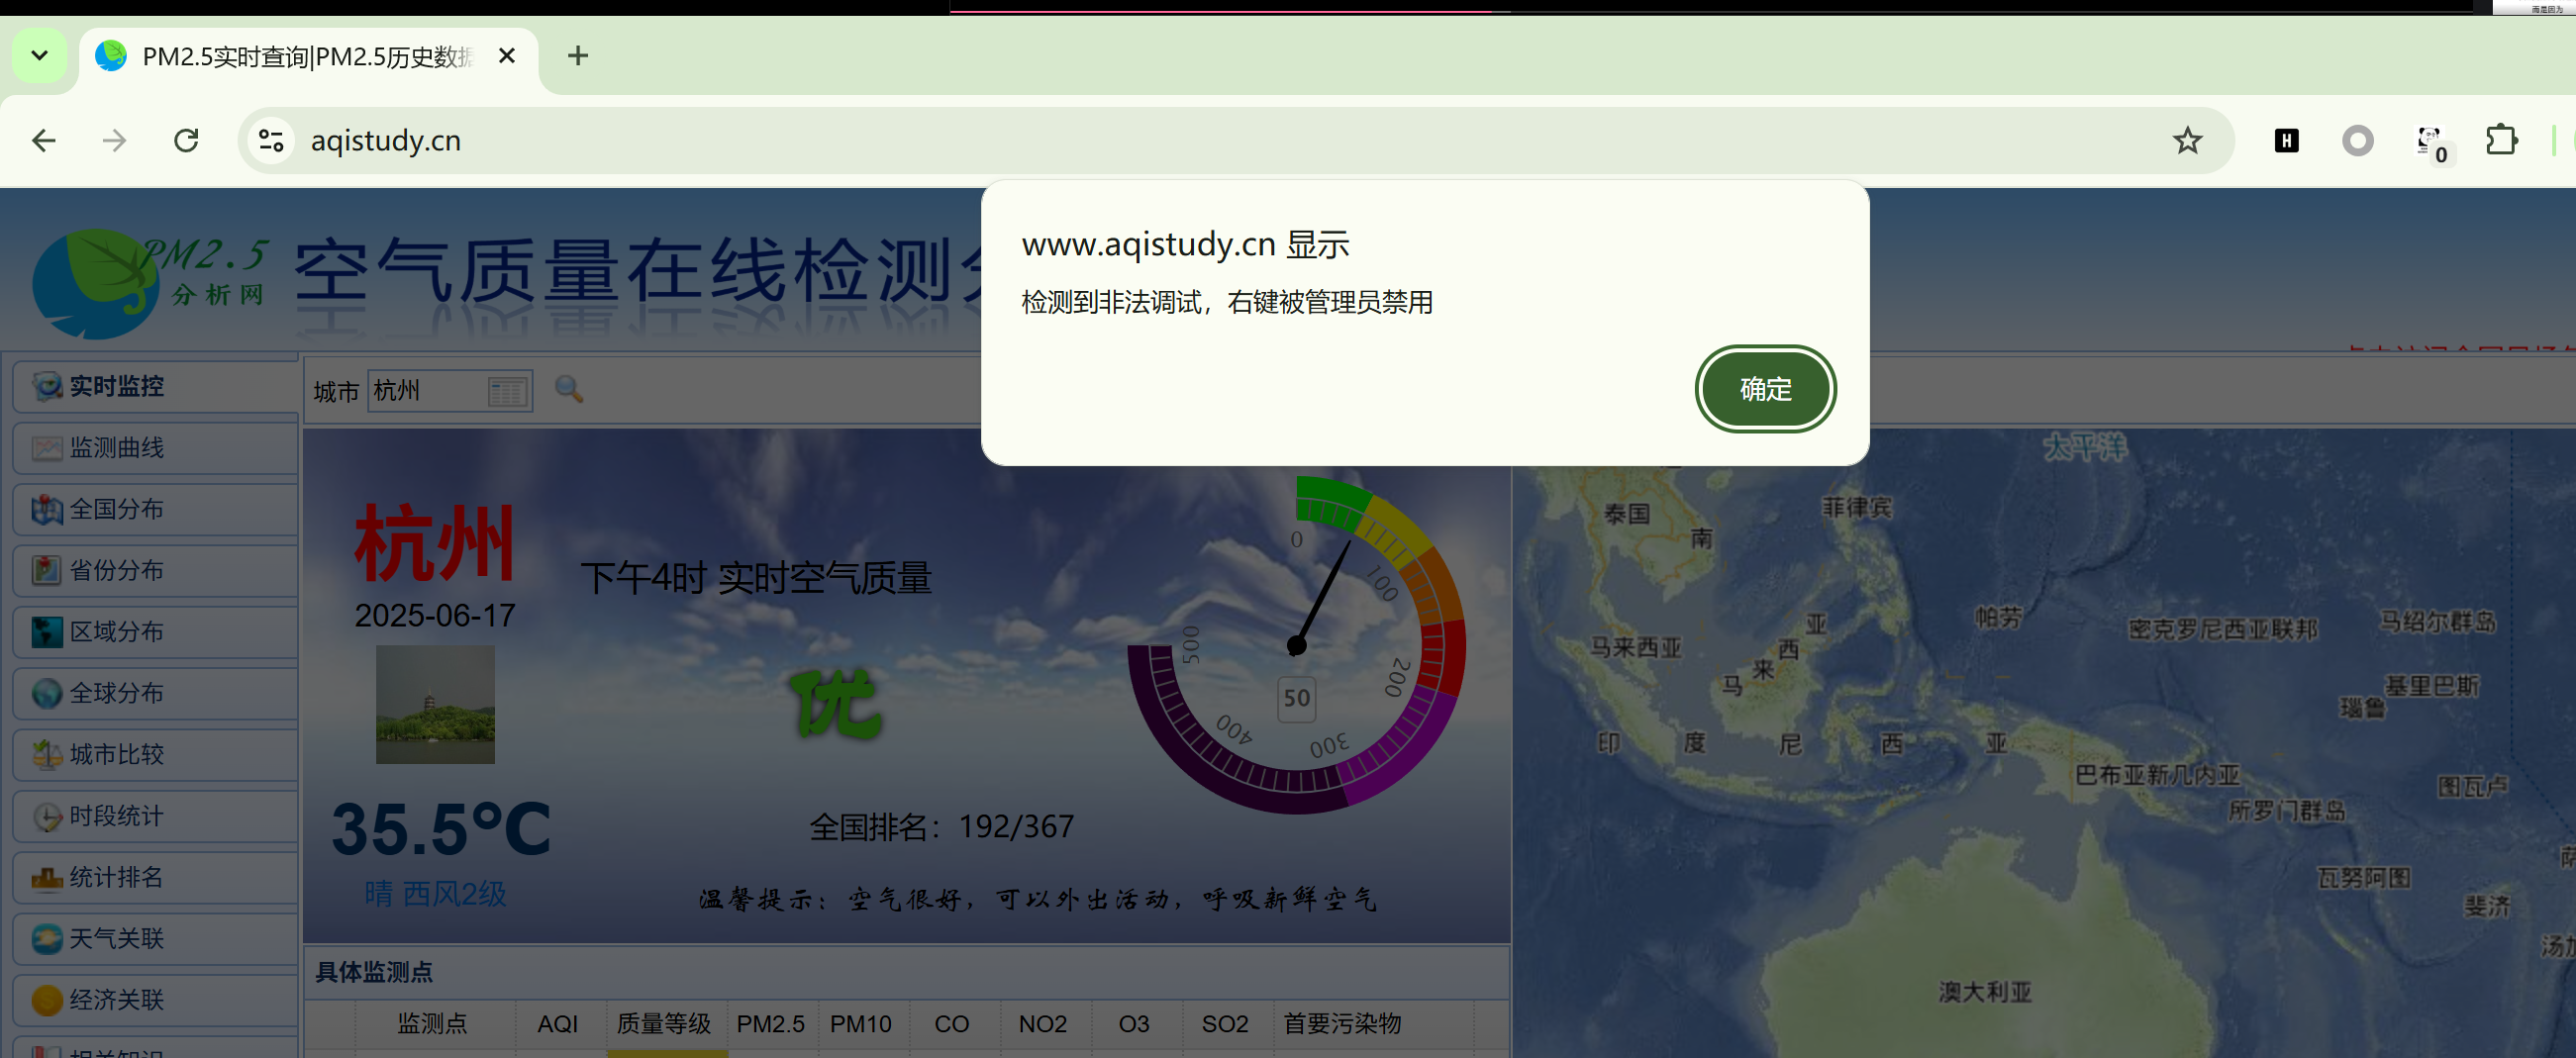 而是因为
PM2.5实时查询|PM2.5历史数据
aqistudy.cn
0
PM2.5
分析网
空气质量在线检测分
www.aqistudy.cn 显示
检测到非法调试，右键被管理员禁用
确定
实时监控
监测曲线
全国分布
省份分布
区域分布
全球分布
城市比较
时段统计
统计排名
天气关联
经济关联
相关知识
城市 杭州
杭州
2025-06-17
下午4时 实时空气质量
优
35.5℃
晴 西风2级
全国排名：192/367
温馨提示：空气很好，可以外出活动，呼吸新鲜空气
0
100
200
300
400
500
50
具体监测点
监测点 AQI 质量等级 PM2.5 PM10 CO NO2 O3 SO2 首要污染物
太平洋
泰国
菲律宾
南
亚
帕劳
密克罗尼西亚联邦
马绍尔群岛
马来西亚
西
来
马
基里巴斯
瑙鲁
印 度 尼 西 亚
巴布亚新几内亚
图瓦卢
所罗门群岛
瓦努阿图
斐济
汤加
澳大利亚